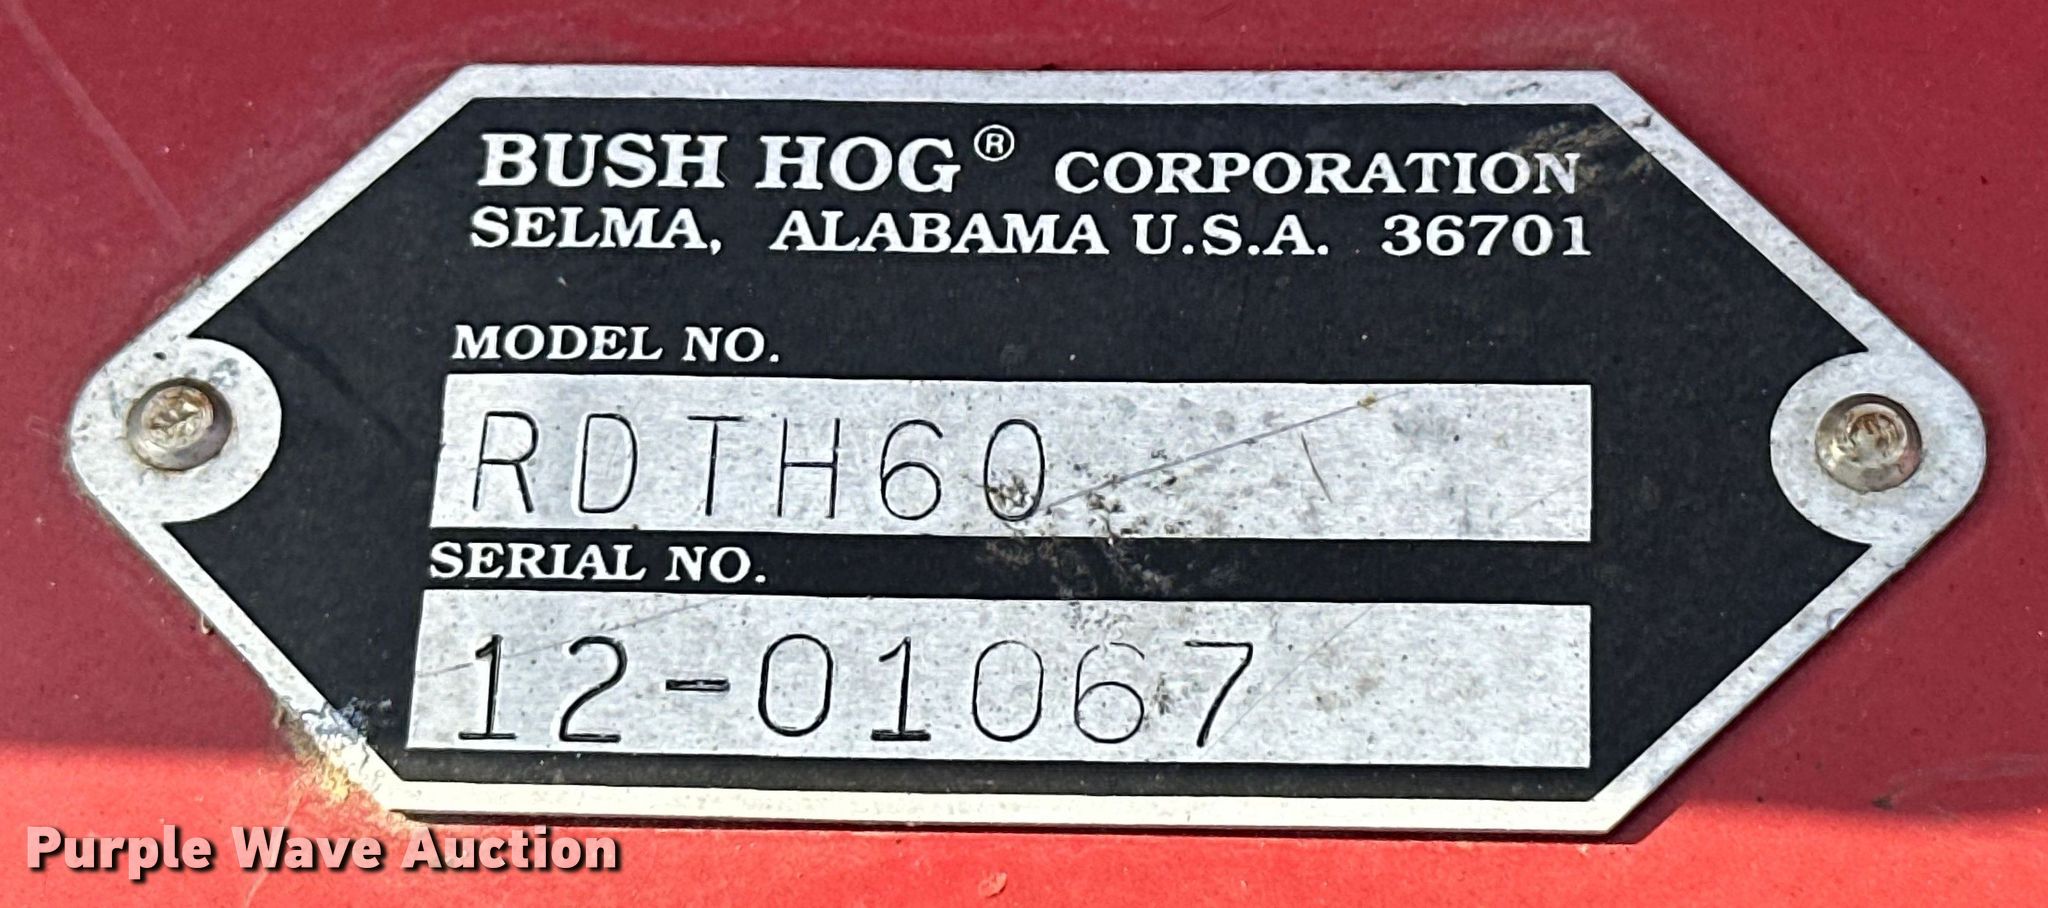 BUSH HOG® CORPORATION
SELMA, ALABAMA U.S.A. 36701
MODEL NO.
RDTH60
SERIAL NO.
12-01067
Purple Wave Auction